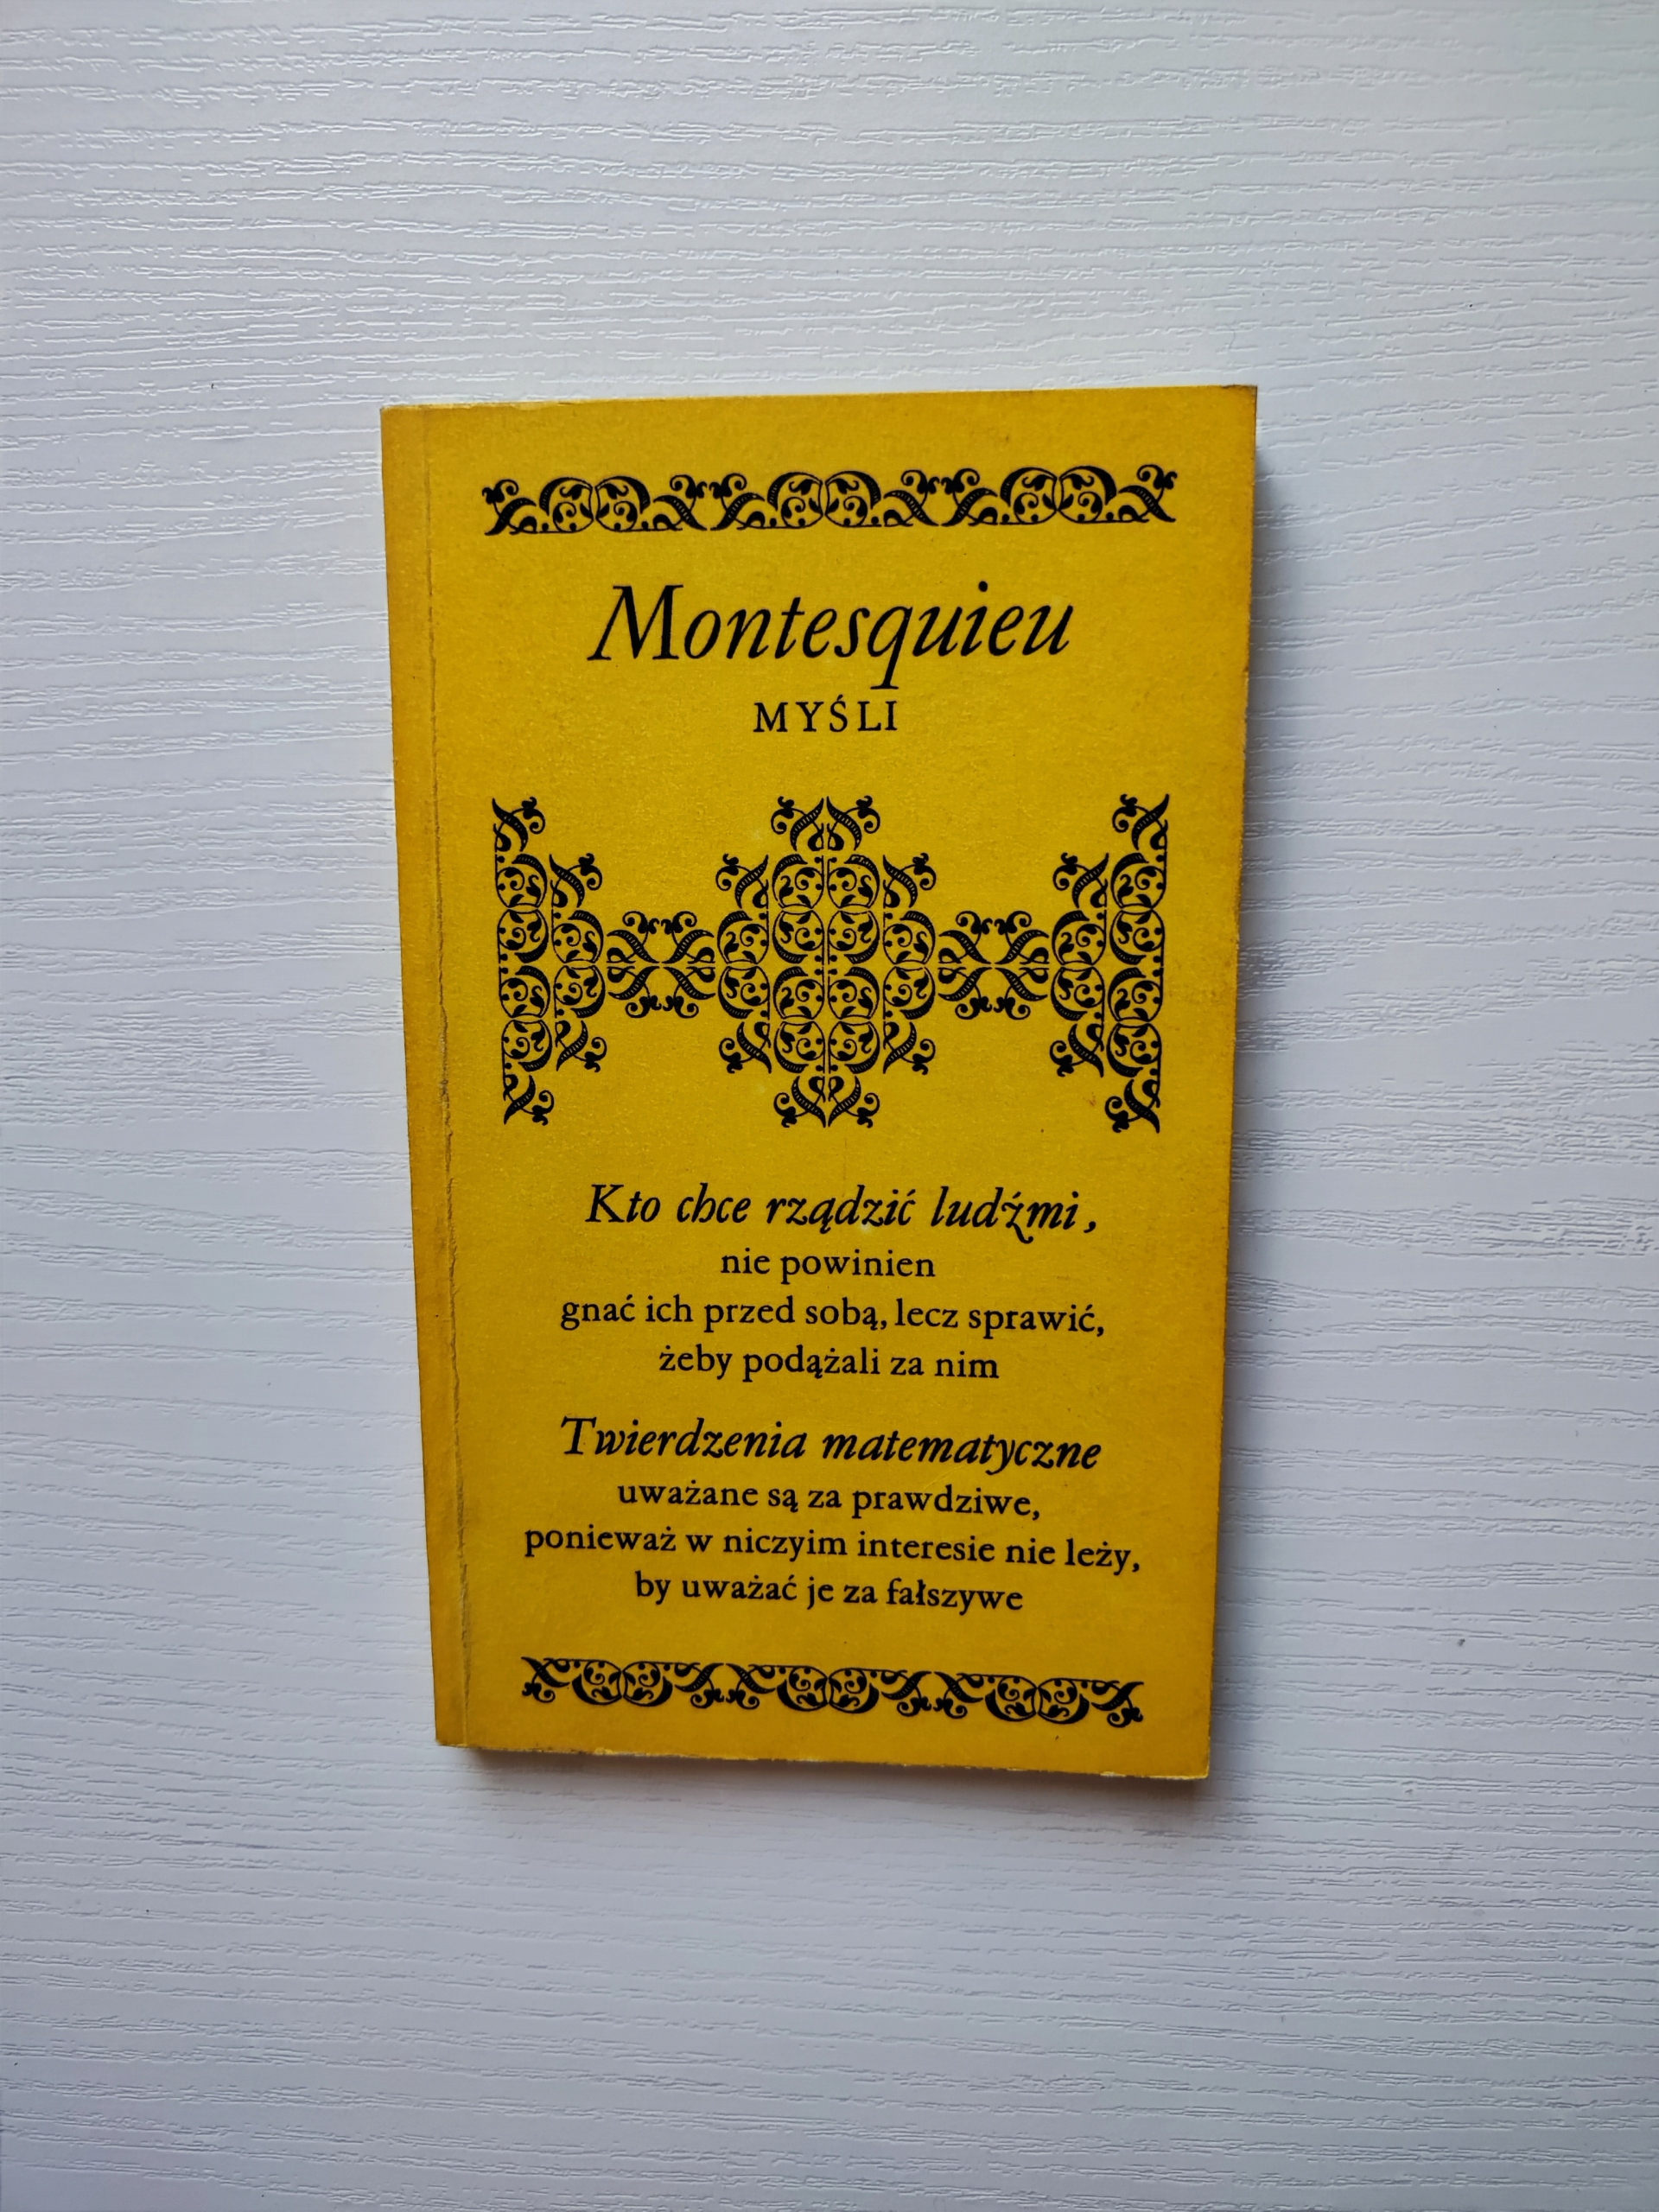 Montesquieu
MYŚLI
Kto chce rządzić ludźmi,
nie powinien
gnać ich przed sobą, lecz sprawić,
żeby podążali za nim
Twierdzenia matematyczne
uważane są za prawdziwe,
ponieważ w niczyim interesie nie leży,
by uważać je za fałszywe